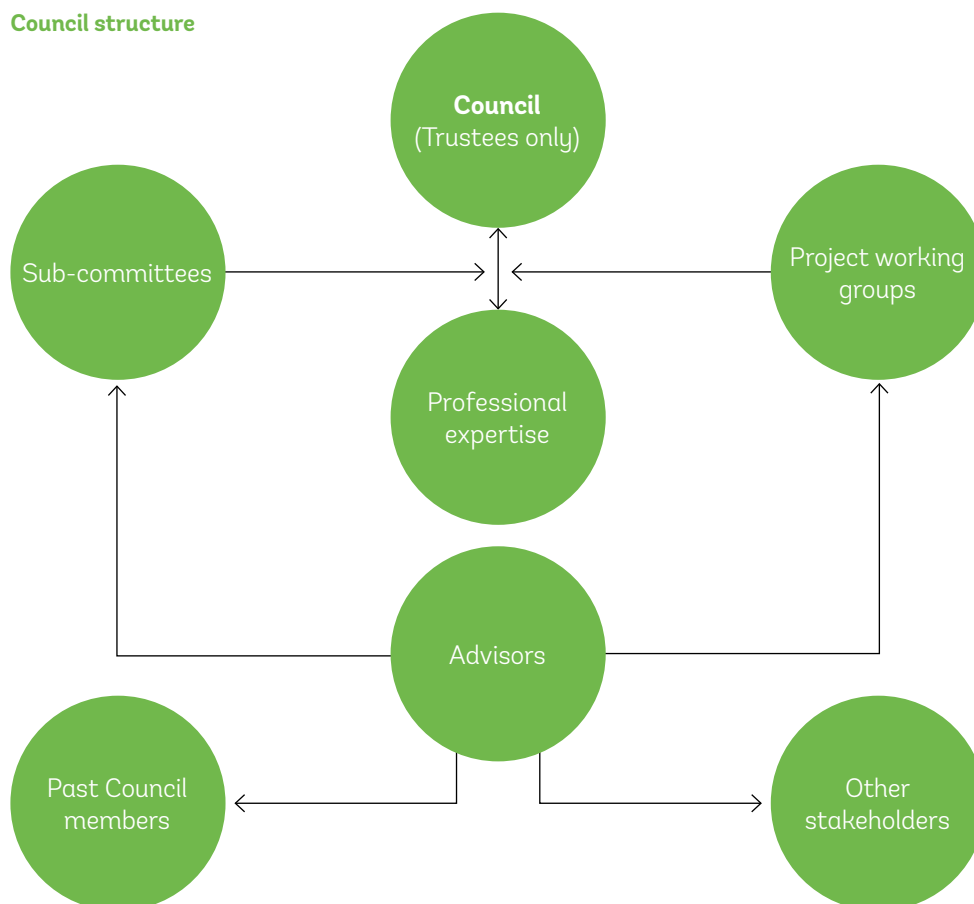 Council structure
Council
(Trustees only)
Sub-committees
Project working
groups
Professional
expertise
Advisors
Past Council
members
Other
stakeholders